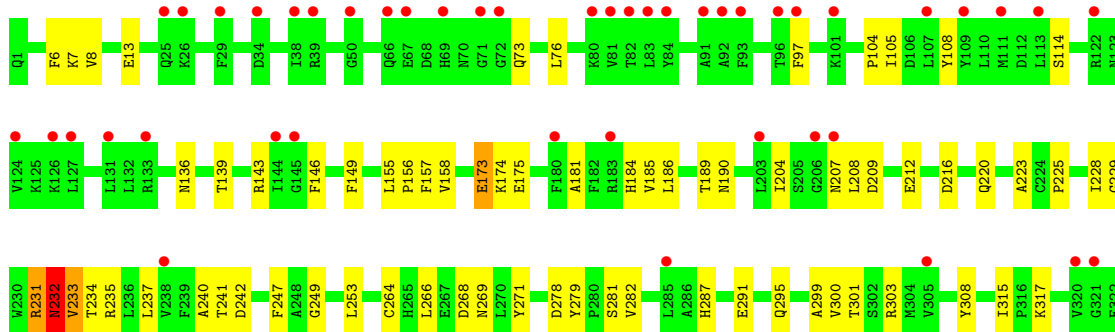 Q1 F6 K7 V8 E13 Q25 K26 F29 D34 I38 R39 G50 Q66 E67 D68 H69 N70 G71 G72 Q73 L76 K80 V81 T82 L83 Y84 A91 A92 F93 T96 F97 K101 P104 I105 D106 L107 Y108 Y109 L110 M111 D112 L113 S114 R122 N123
V124 K125 K126 L127 L131 L132 R133 N136 T139 R143 I144 G145 F146 F149 L155 P156 F157 V158 E173 K174 E175 F180 A181 F182 R183 H184 V185 L186 T189 N190 L203 I204 S205 G206 N207 L208 D209 E212 D216 Q220 A223 C224 P225 I228 G229
W230 R231 N232 V233 T234 R235 L236 L237 V238 F239 A240 T241 D242 F247 A248 G249 L253 C264 H265 L266 E267 D268 N269 L270 Y271 D278 Y279 P280 S281 V282 L285 A286 H287 E291 Q295 A299 V300 T301 S302 R303 M304 V305 Y308 I315 P316 K317 V320 G321